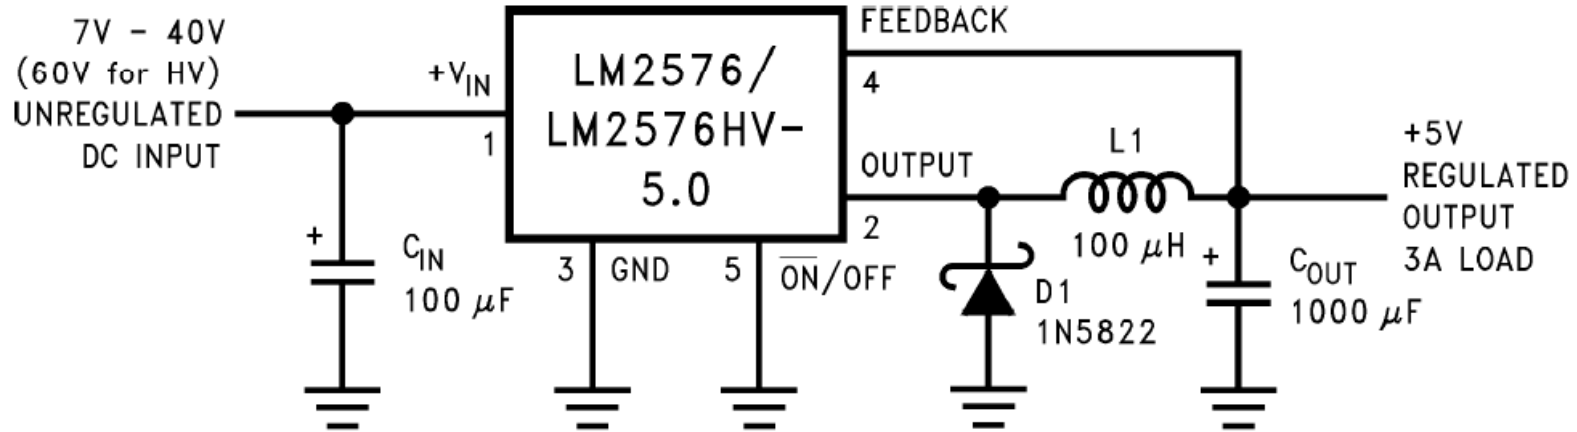 7V - 40V
(60V for HV)
UNREGULATED
DC INPUT
+VIN
1
LM2576/
LM2576HV-
5.0
FEEDBACK
4
OUTPUT
2
L1
100 μH
+5V
REGULATED
OUTPUT
3A LOAD
+
CIN
100 μF
3 GND
5 ON/OFF
D1
1N5822
+
COUT
1000 μF